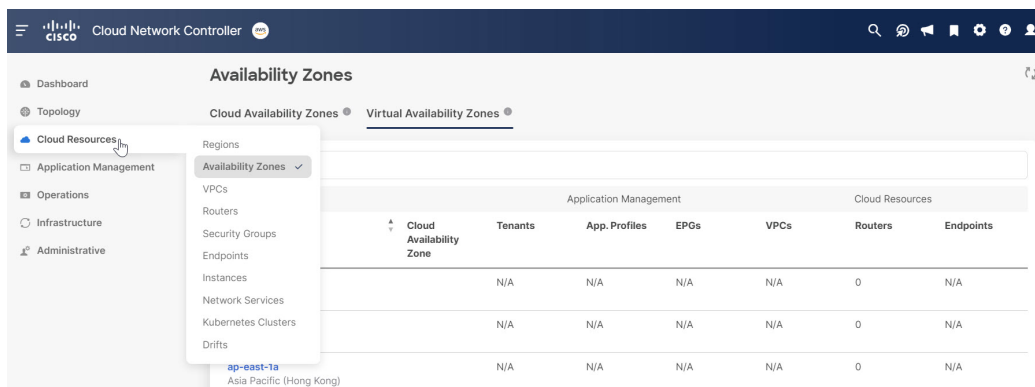 CISCO Cloud Network Controller aws
Dashboard
Topology
Cloud Resources
Application Management
Operations
Infrastructure
Administrative
Regions
Availability Zones
VPCs
Routers
Security Groups
Endpoints
Instances
Network Services
Kubernetes Clusters
Drifts
Availability Zones
Cloud Availability Zones Virtual Availability Zones
Application Management Cloud Resources
Cloud Tenants App. Profiles EPGs VPCs Routers Endpoints
Availability
Zone
N/A N/A N/A N/A 0 N/A
N/A N/A N/A N/A 0 N/A
ap-east-1a N/A N/A N/A N/A 0 N/A
Asia Pacific (Hong Kong)